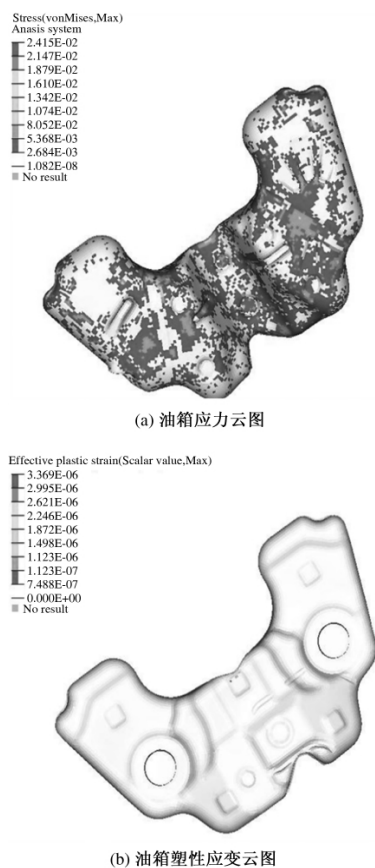 Stress(vonMises,Max)
Anasis system
2.415E-02
2.147E-02
1.879E-02
1.610E-02
1.342E-02
1.074E-02
8.052E-02
5.368E-03
2.684E-03
1.082E-08
No result
(a) 油箱应力云图
Effective plastic strain(Scalar value,Max)
3.369E-06
2.995E-06
2.621E-06
2.246E-06
1.872E-06
1.498E-06
1.123E-06
1.123E-07
7.488E-07
0.000E+00
No result
(b) 油箱塑性应变云图